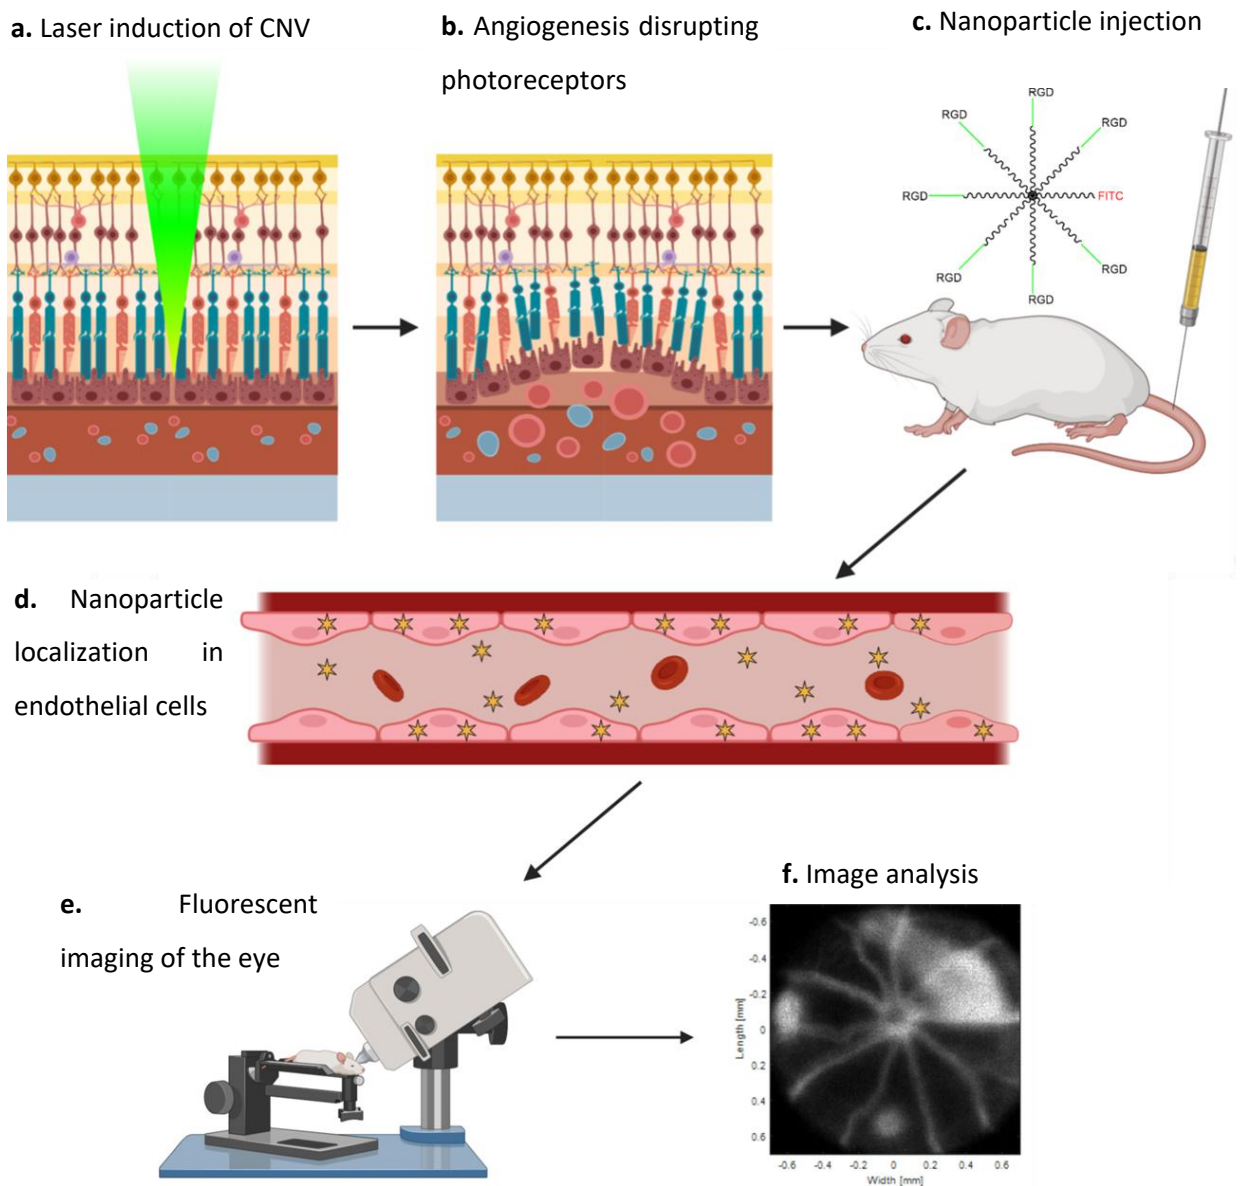 a. Laser induction of CNV
b. Angiogenesis disrupting
photoreceptors
c. Nanoparticle injection
RGD
RGD
RGD
RGD
FITC
RGD
RGD
RGD
d. Nanoparticle
localization in
endothelial cells
e. Fluorescent
imaging of the eye
f. Image analysis
-0.6
-0.4
-0.2
0
0.2
0.4
0.6
Length [mm]
-0.6 -0.4 -0.2 0 0.2 0.4 0.6
Width [mm]